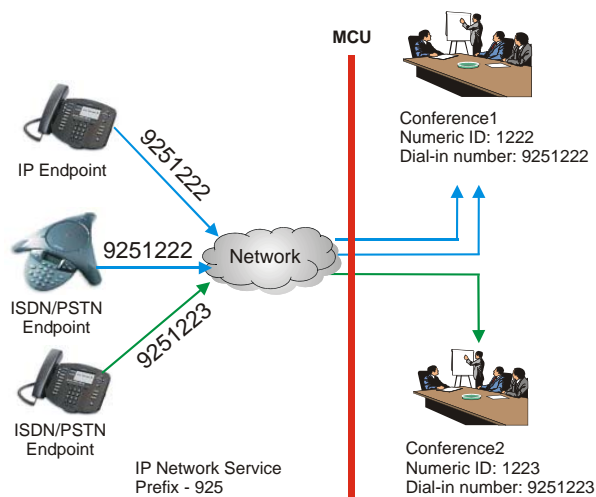 MCU
Conference1
Numeric ID: 1222
Dial-in number: 9251222
IP Endpoint
9251222
9251222
Network
ISDN/PSTN
Endpoint
9251223
ISDN/PSTN
Endpoint
IP Network Service
Prefix - 925
Conference2
Numeric ID: 1223
Dial-in number: 9251223